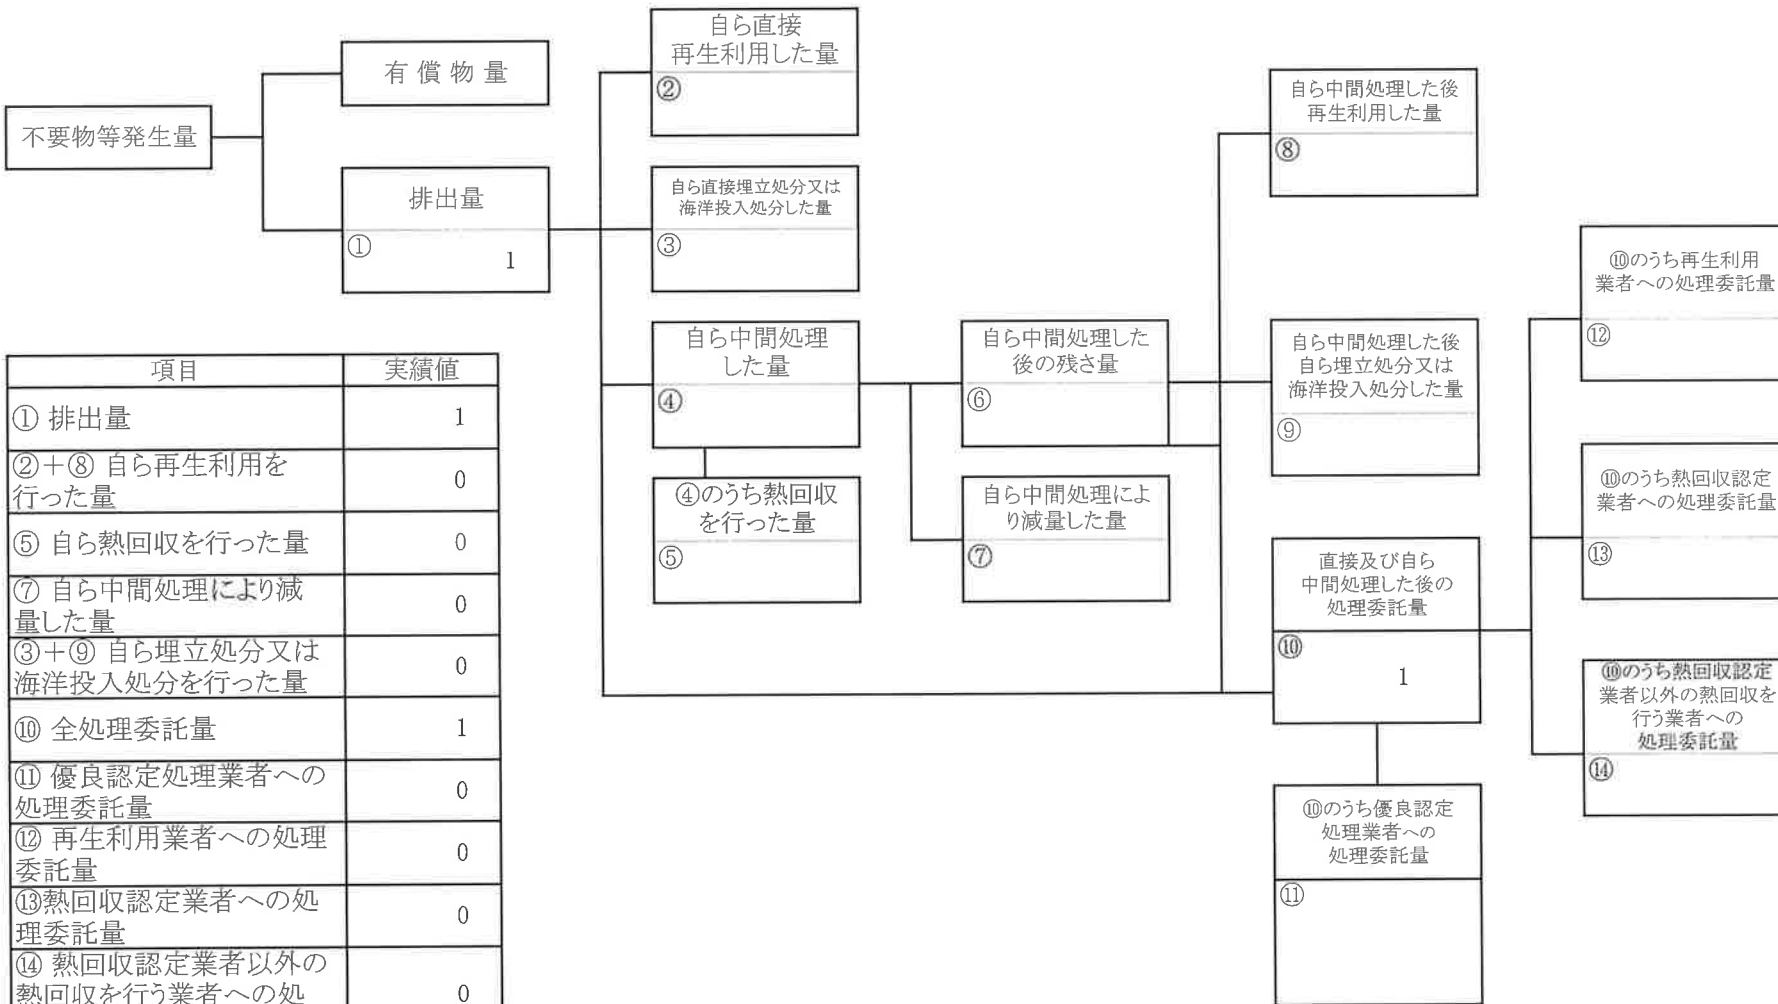 不要物等発生量
有償物量
排出量
①
1
自ら直接
再生利用した量
②
自ら直接埋立処分又は
海洋投入処分した量
③
自ら中間処理
した量
④
④のうち熱回収
を行った量
⑤
自ら中間処理した
後の残さ量
⑥
自ら中間処理によ
り減量した量
⑦
自ら中間処理した後
再生利用した量
⑧
自ら中間処理した後
自ら埋立処分又は
海洋投入処分した量
⑨
直接及び自ら
中間処理した後の
処理委託量
⑩
1
⑩のうち優良認定
処理業者への
処理委託量
⑪
⑩のうち再生利用
業者への処理委託量
⑫
⑩のうち熱回収認定
業者への処理委託量
⑬
⑩のうち熱回収認定
業者以外の熱回収を
行う業者への
処理委託量
⑭
項目 実績値
① 排出量 1
②+⑧ 自ら再生利用を
行った量 0
⑤ 自ら熱回収を行った量 0
⑦ 自ら中間処理により減
量した量 0
③+⑨ 自ら埋立処分又は
海洋投入処分を行った量 0
⑩ 全処理委託量 1
⑪ 優良認定処理業者への
処理委託量 0
⑫ 再生利用業者への処理
委託量 0
⑬熱回収認定業者への処
理委託量 0
⑭ 熱回収認定業者以外の
熱回収を行う業者への処 0